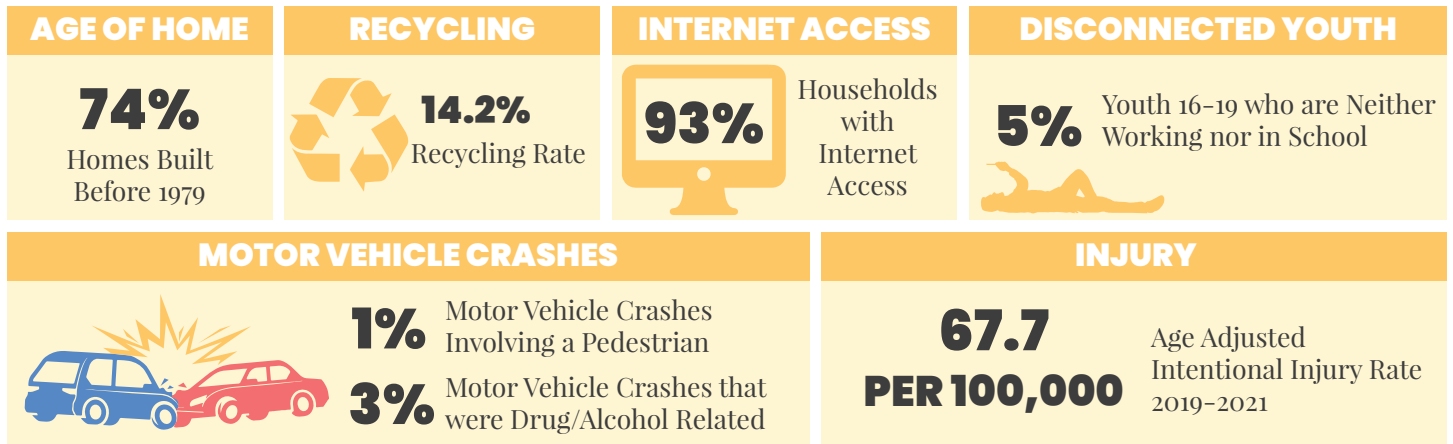 AGE OF HOME
74%
Homes Built
Before 1979
RECYCLING
14.2%
Recycling Rate
INTERNET ACCESS
93%
Households
with
Internet
Access
DISCONNECTED YOUTH
5%
Youth 16-19 who are Neither
Working nor in School
MOTOR VEHICLE CRASHES
1%
Motor Vehicle Crashes
Involving a Pedestrian
3%
Motor Vehicle Crashes that
were Drug/Alcohol Related
INJURY
67.7
PER 100,000
Age Adjusted
Intentional Injury Rate
2019-2021